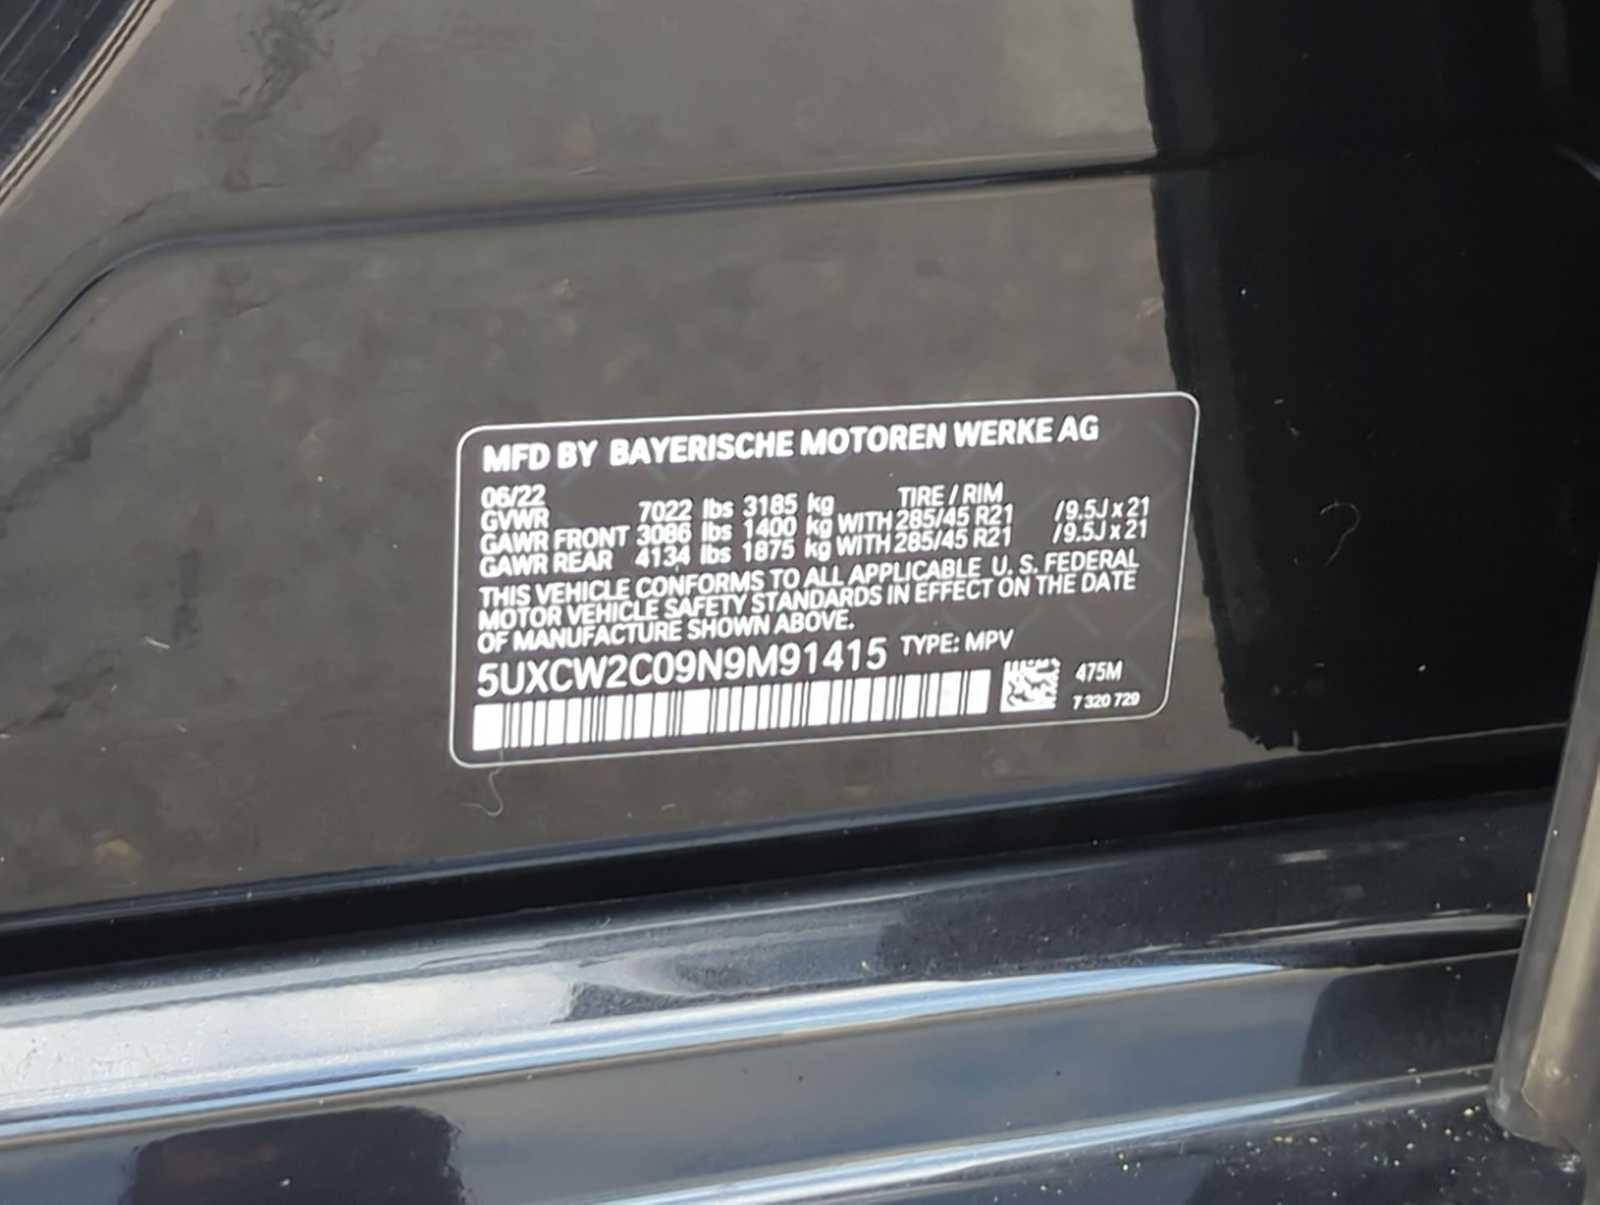 MFD BY BAYERISCHE MOTOREN WERKE AG
06/22 TIRE / RIM
GVWR 7022 lbs 3185 kg
GAWR FRONT 3086 lbs 1400 kg WITH 285/45 R21 /9.5J x 21
GAWR REAR 4134 lbs 1875 kg WITH 285/45 R21 /9.5J x 21
THIS VEHICLE CONFORMS TO ALL APPLICABLE U. S. FEDERAL
MOTOR VEHICLE SAFETY STANDARDS IN EFFECT ON THE DATE
OF MANUFACTURE SHOWN ABOVE.
5UXCW2C09N9M91415 TYPE: MPV
475M
7 320 729